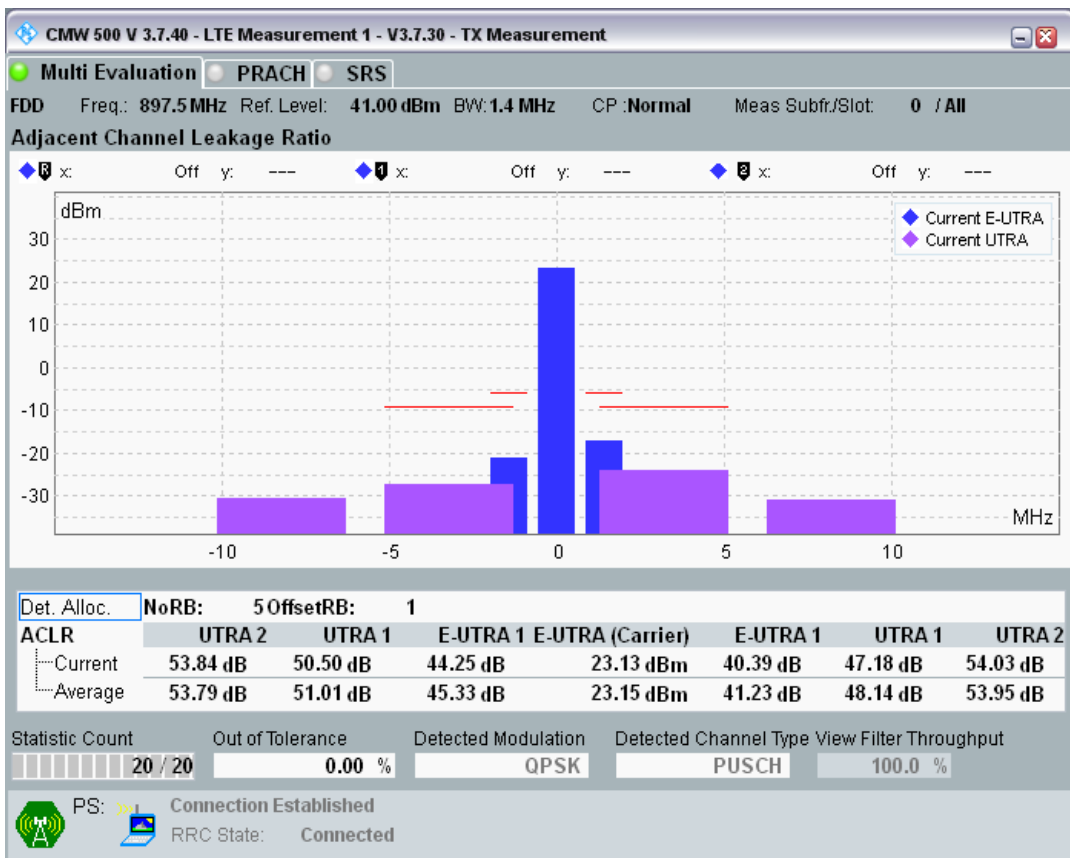 CMW 500 V 3.7.40 - LTE Measurement 1 - V3.7.30 - TX Measurement
Multi Evaluation PRACH SRS
FDD Freq.: 897.5 MHz Ref. Level: 41.00 dBm BW: 1.4 MHz CP :Normal Meas Subfr./Slot: 0 / All
Adjacent Channel Leakage Ratio
R x: Off y: --- 1 x: Off y: --- 2 x: Off y: ---
dBm
Current E-UTRA
Current UTRA
30
20
10
0
-10
-20
-30
MHz
-10 -5 0 5 10
Det. Alloc. NoRB: 5 OffsetRB: 1
ACLR UTRA 2 UTRA 1 E-UTRA 1 E-UTRA (Carrier) E-UTRA 1 UTRA 1 UTRA 2
Current 53.84 dB 50.50 dB 44.25 dB 23.13 dBm 40.39 dB 47.18 dB 54.03 dB
Average 53.79 dB 51.01 dB 45.33 dB 23.15 dBm 41.23 dB 48.14 dB 53.95 dB
Statistic Count Out of Tolerance Detected Modulation Detected Channel Type View Filter Throughput
20 / 20 0.00 % QPSK PUSCH 100.0 %
PS: Connection Established
RRC State: Connected